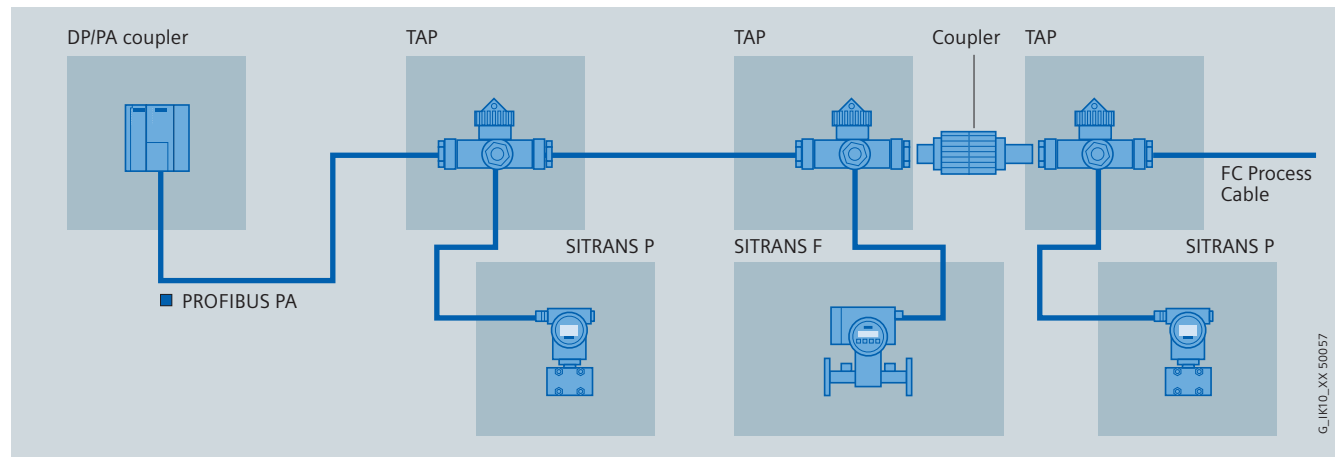 DP/PA coupler
TAP
TAP
Coupler
TAP
FC Process
Cable
SITRANS P
SITRANS F
SITRANS P
PROFIBUS PA
G_IK10_XX 50057